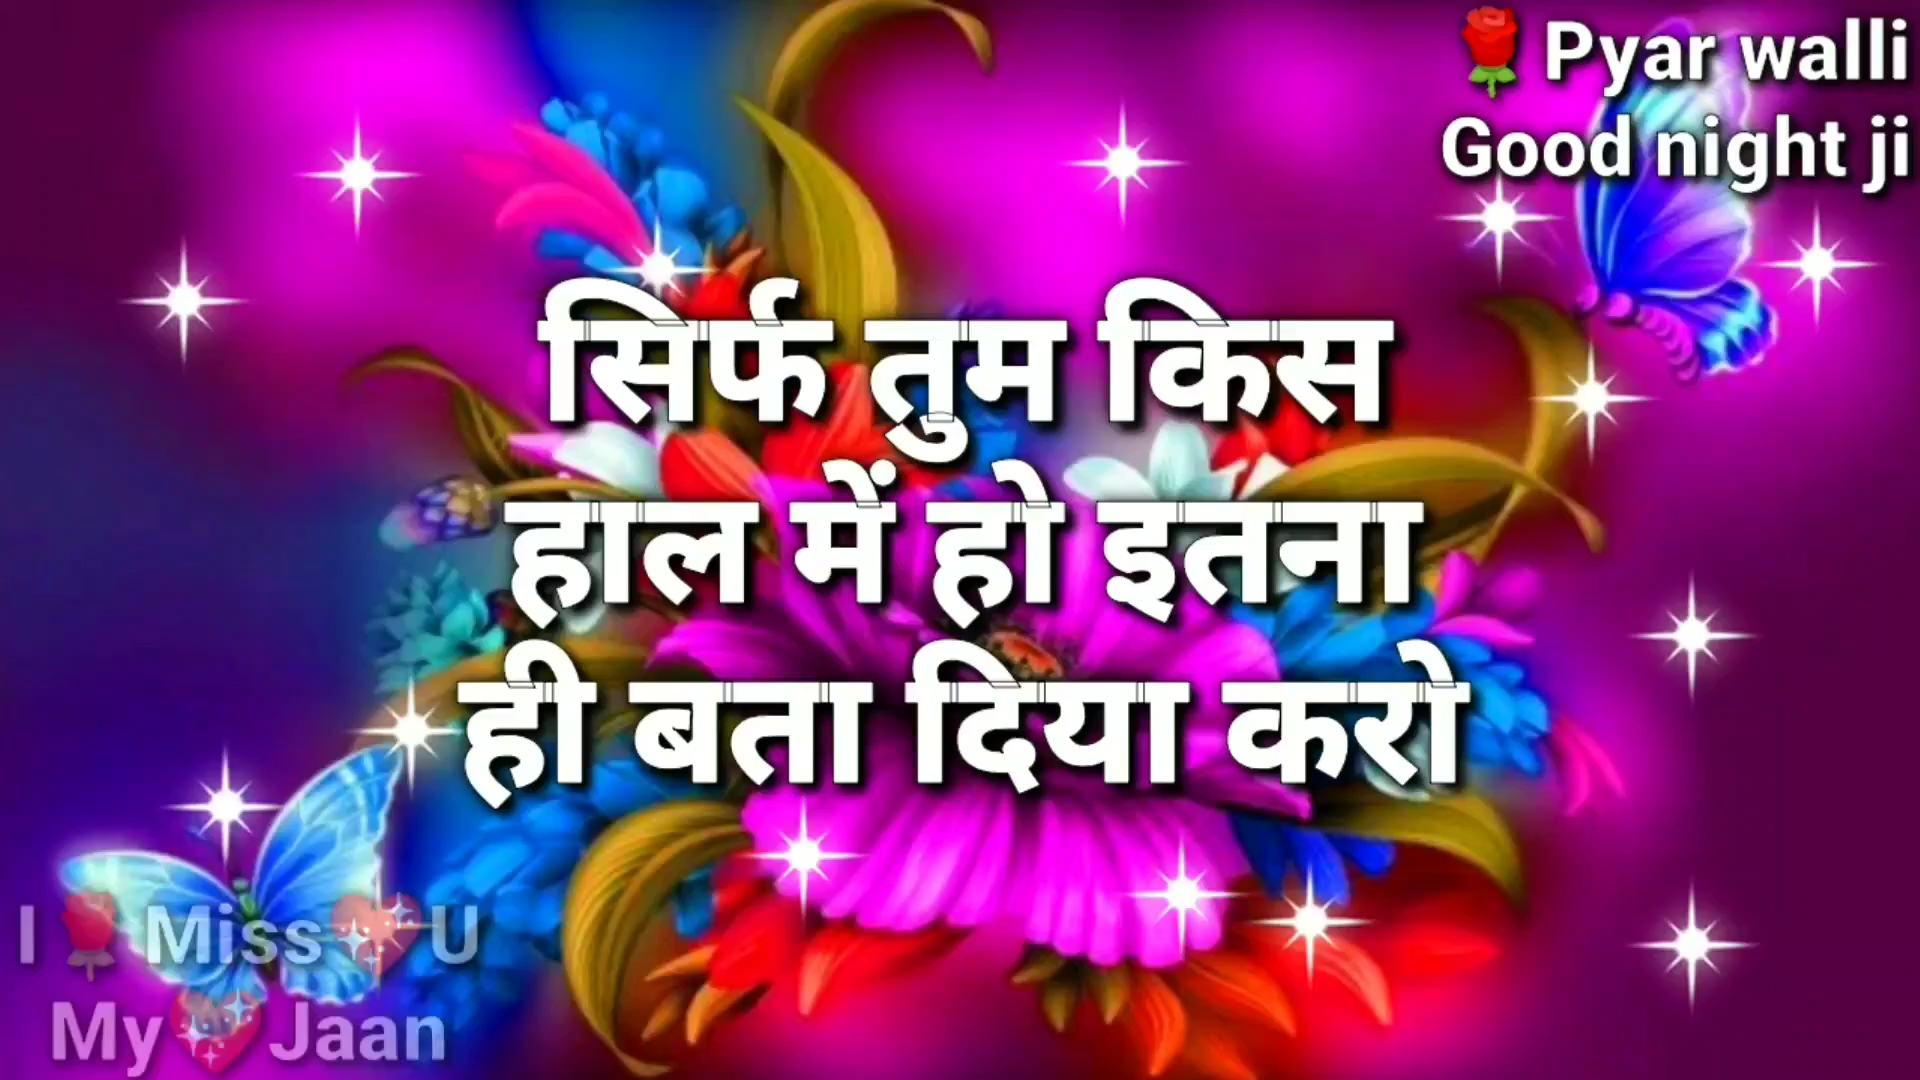 🌹Pyar walli
Good night ji
सिर्फ तुम किस
हाल में हो इतना
ही बता दिया करो
I🌹Miss💖U
My💖Jaan